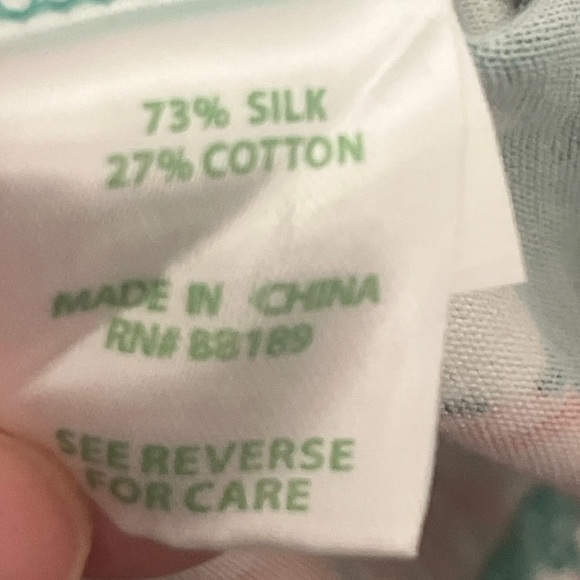 73% SILK
27% COTTON
MADE IN CHINA
RN# 88189
SEE REVERSE
FOR CARE